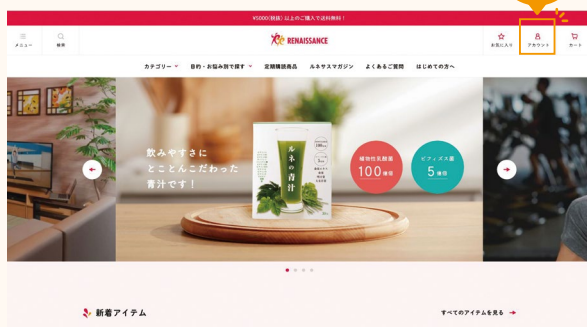 ¥5000(税抜)以上のご購入で送料無料！
メニュー
検索
RENAISSANCE
お気に入り
アカウント
カート
カテゴリー
目的・お悩み別で探す
定期購読商品
ルネサスマガジン
よくあるご質問
はじめての方へ
飲みやすさに
とことんこだわった
青汁です！
ルネの青汁
植物性乳酸菌
100種個
ビフィズス菌
5種個
新着アイテム
すべてのアイテムを見る